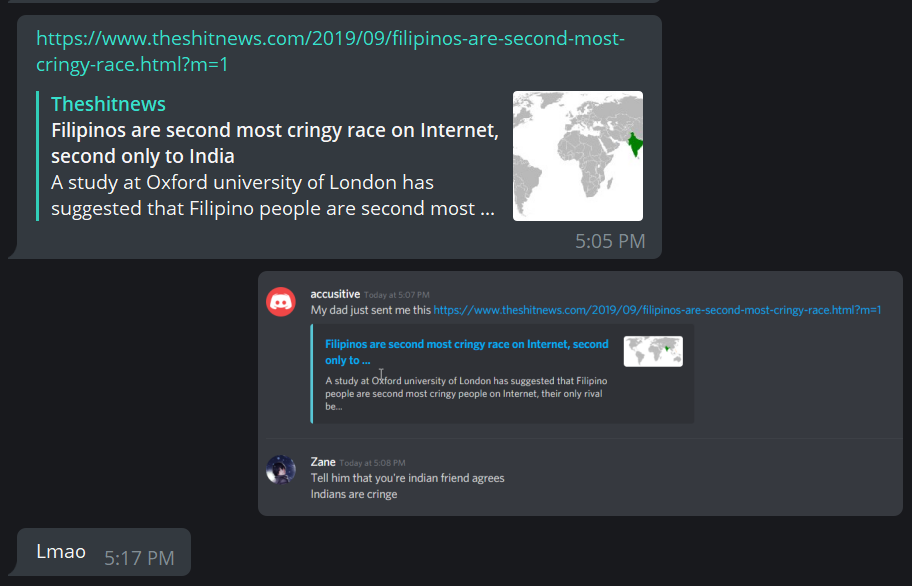 https://www.theshitnews.com/2019/09/filipinos-are-second-most-
cringy-race.html?m=1
Theshitnews
Filipinos are second most cringy race on Internet,
second only to India
A study at Oxford university of London has
suggested that Filipino people are second most ...
5:05 PM
accusitive Today at 5:07 PM
My dad just sent me this https://www.theshitnews.com/2019/09/filipinos-are-second-most-cringy-race.html?m=1
Filipinos are second most cringy race on Internet, second
only to ...
A study at Oxford university of London has suggested that Filipino
people are second most cringy people on Internet, their only rival
be...
Zane Today at 5:08 PM
Tell him that you're indian friend agrees
Indians are cringe
Lmao 5:17 PM